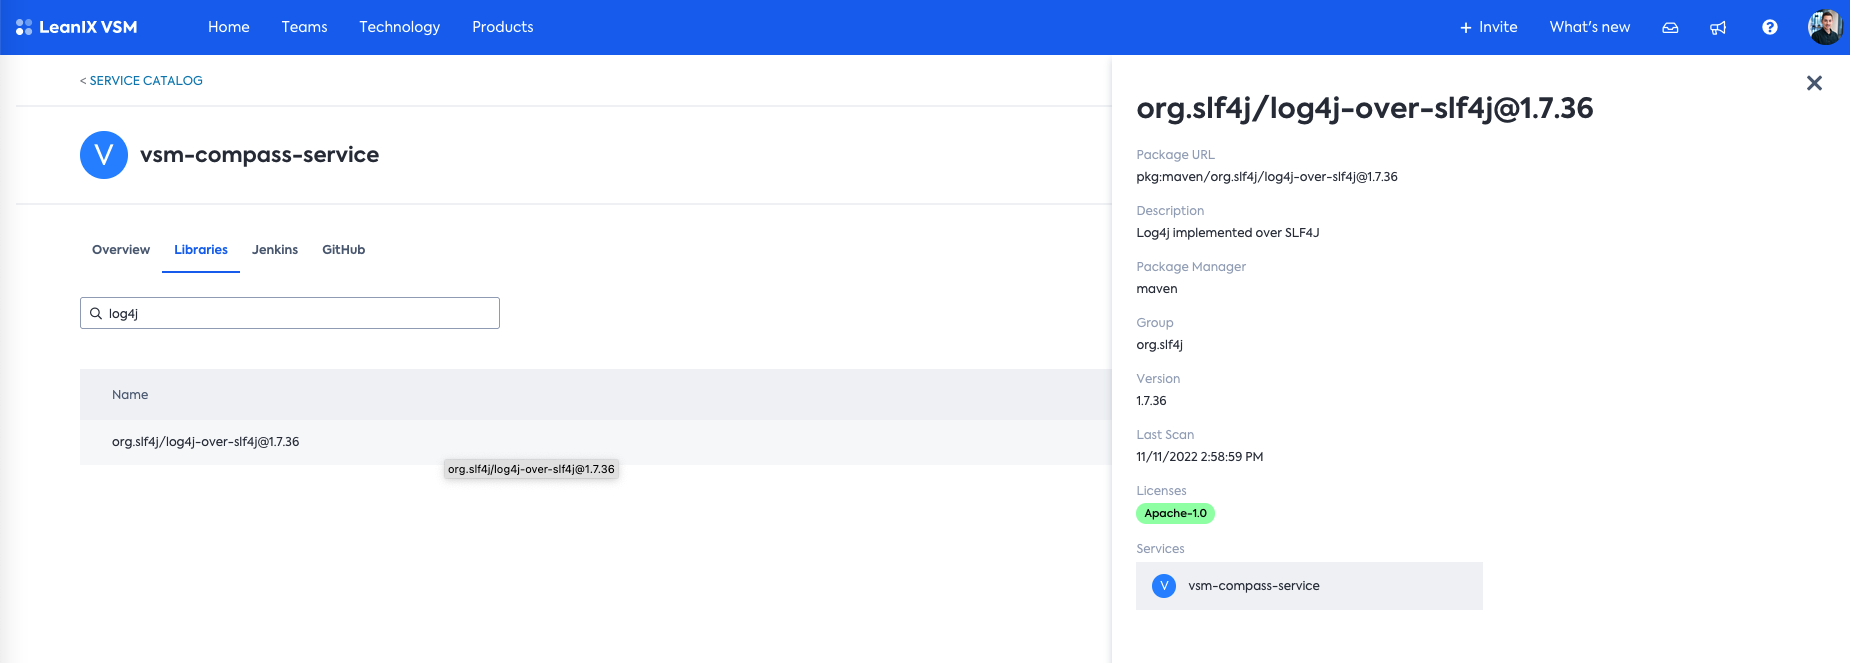 LeanIX VSM
Home Teams Technology Products
+ Invite What's new
< SERVICE CATALOG
V vsm-compass-service
Overview Libraries Jenkins GitHub
log4j
Name
org.slf4j/log4j-over-slf4j@1.7.36
org.slf4j/log4j-over-slf4j@1.7.36
org.slf4j/log4j-over-slf4j@1.7.36
Package URL
pkg:maven/org.slf4j/log4j-over-slf4j@1.7.36
Description
Log4j implemented over SLF4J
Package Manager
maven
Group
org.slf4j
Version
1.7.36
Last Scan
11/11/2022 2:58:59 PM
Licenses
Apache-1.0
Services
V vsm-compass-service